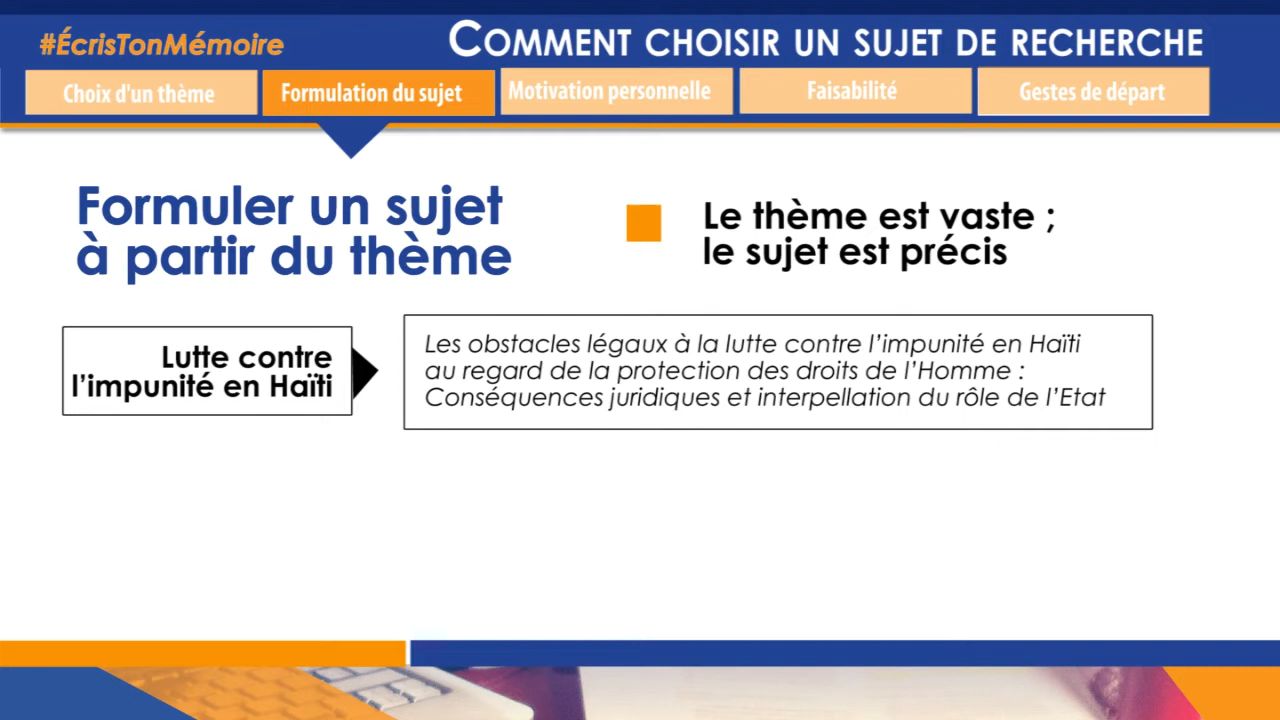 #ÉcrisTonMémoire
COMMENT CHOISIR UN SUJET DE RECHERCHE
Choix d'un thème
Formulation du sujet
Motivation personnelle
Faisabilité
Gestes de départ
Formuler un sujet
à partir du thème
Le thème est vaste ;
le sujet est précis
Lutte contre
l’impunité en Haïti
Les obstacles légaux à la lutte contre l’impunité en Haïti
au regard de la protection des droits de l’Homme :
Conséquences juridiques et interpellation du rôle de l’Etat